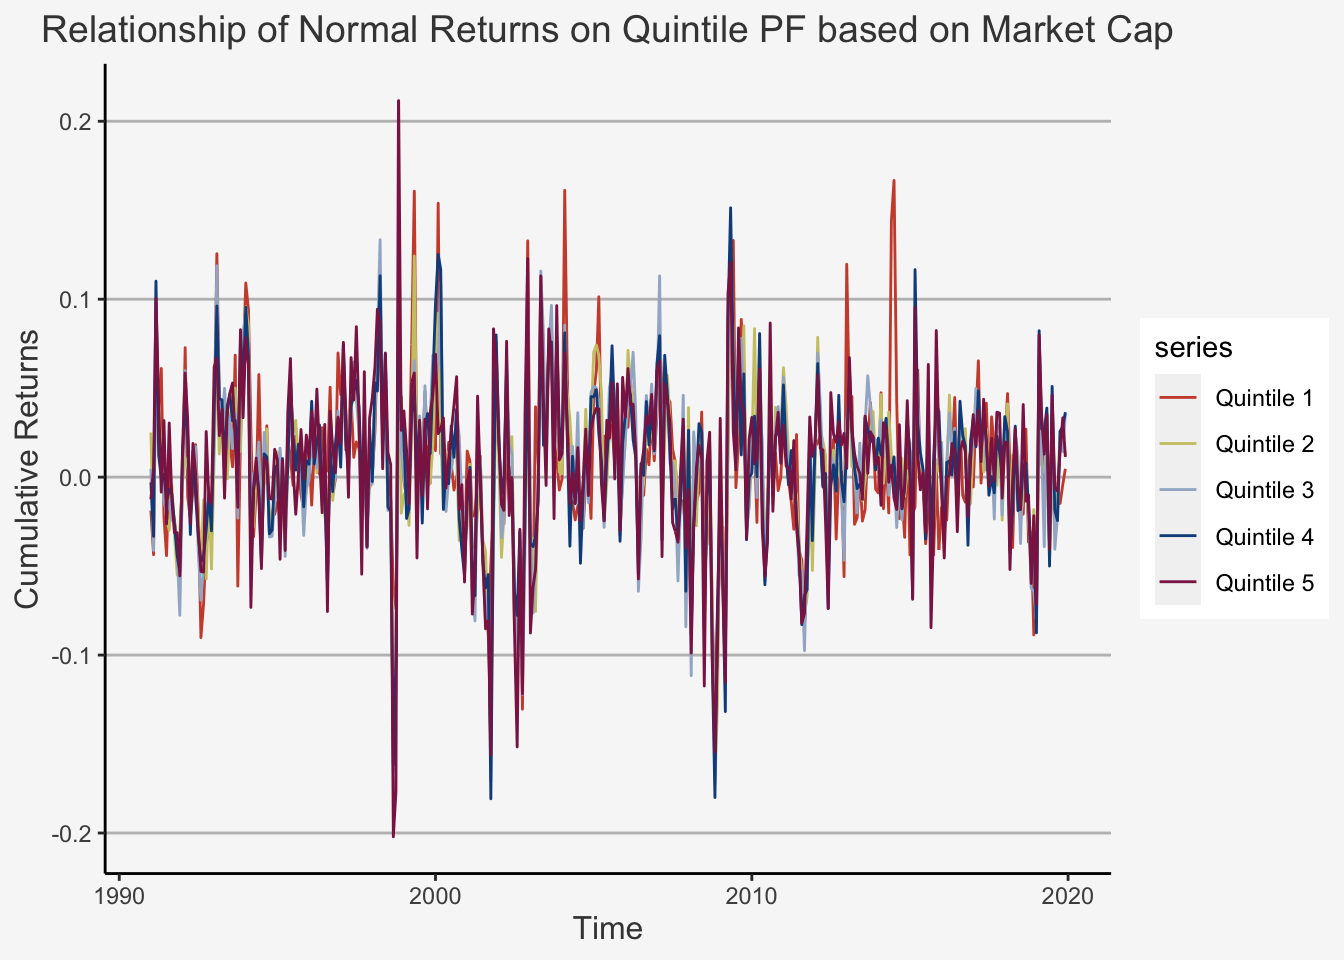 Relationship of Normal Returns on Quintile PF based on Market Cap
Cumulative Returns
0.2
0.1
0.0
-0.1
-0.2
1990
2000
2010
2020
Time
series
Quintile 1
Quintile 2
Quintile 3
Quintile 4
Quintile 5